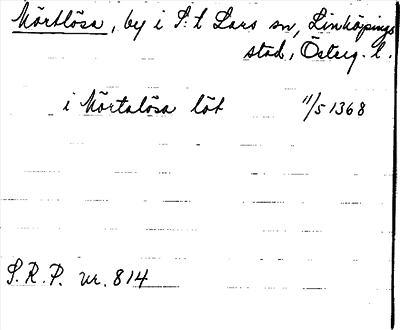 Mörtlösa, by i S:t Lars sn, Linköpings
stad, Österg. l.
i Mörtalösa löt 11/5 1368
S.R.P. nr. 814